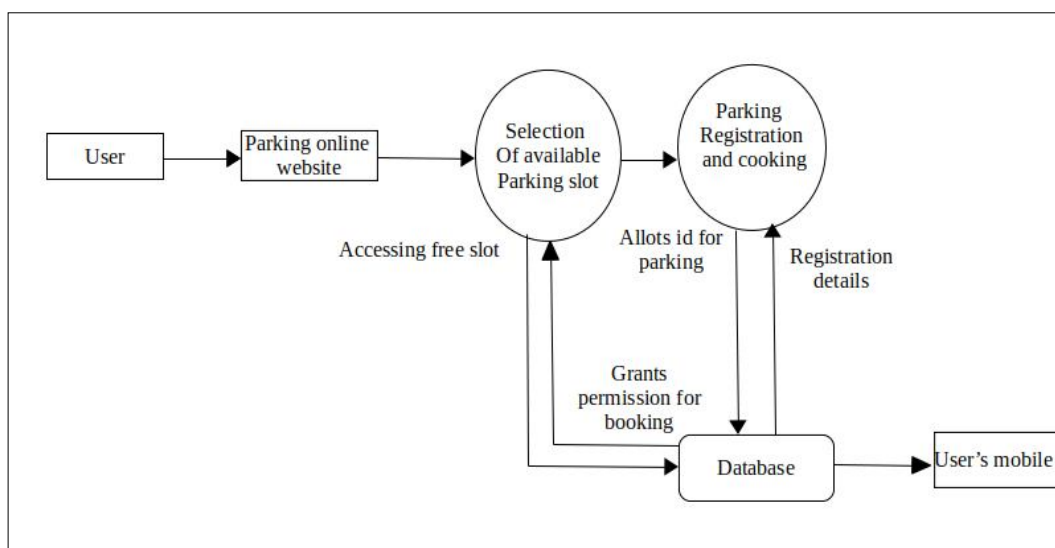 User
Parking online
website
Selection
Of available
Parking slot
Parking
Registration
and cooking
Accessing free slot
Allots id for
parking
Registration
details
Grants
permission for
booking
Database
User’s mobile